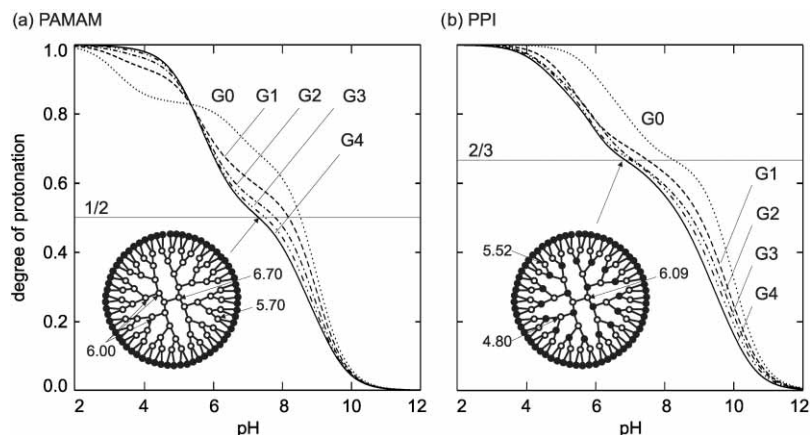 (a) PAMAM
(b) PPI
degree of protonation
1.0
0.8
0.6
0.4
0.2
0.0
G0 G1 G2 G3
G4
1/2
6.70
5.70
6.00
2 4 6 8 10 12
pH
G0
2/3
G1
G2
G3
G4
5.52
6.09
4.80
2 4 6 8 10 12
pH